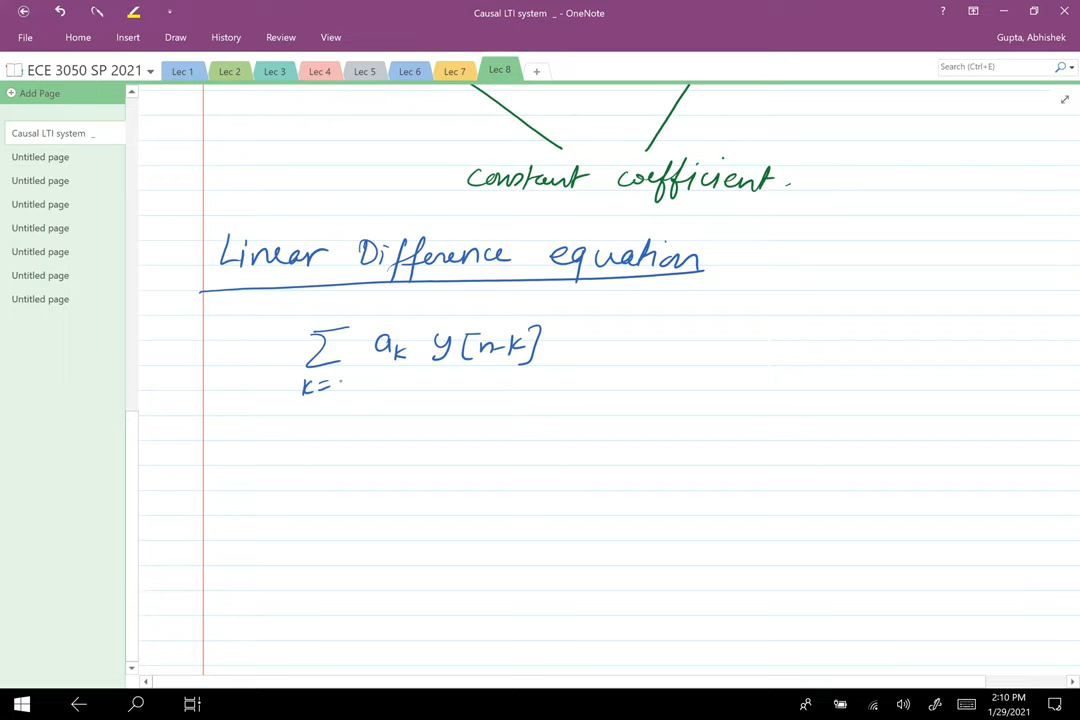 Causal LTI system _ - OneNote
Gupta, Abhishek
File Home Insert Draw History Review View
ECE 3050 SP 2021 Lec 1 Lec 2 Lec 3 Lec 4 Lec 5 Lec 6 Lec 7 Lec 8
Search (Ctrl+E)
Add Page
Causal LTI system _
Untitled page
Untitled page
Untitled page
Untitled page
Untitled page
Untitled page
Untitled page
constant coefficient.
Linear Difference equation
∑ aₖ y[n-k]
k=
2:10 PM
1/29/2021